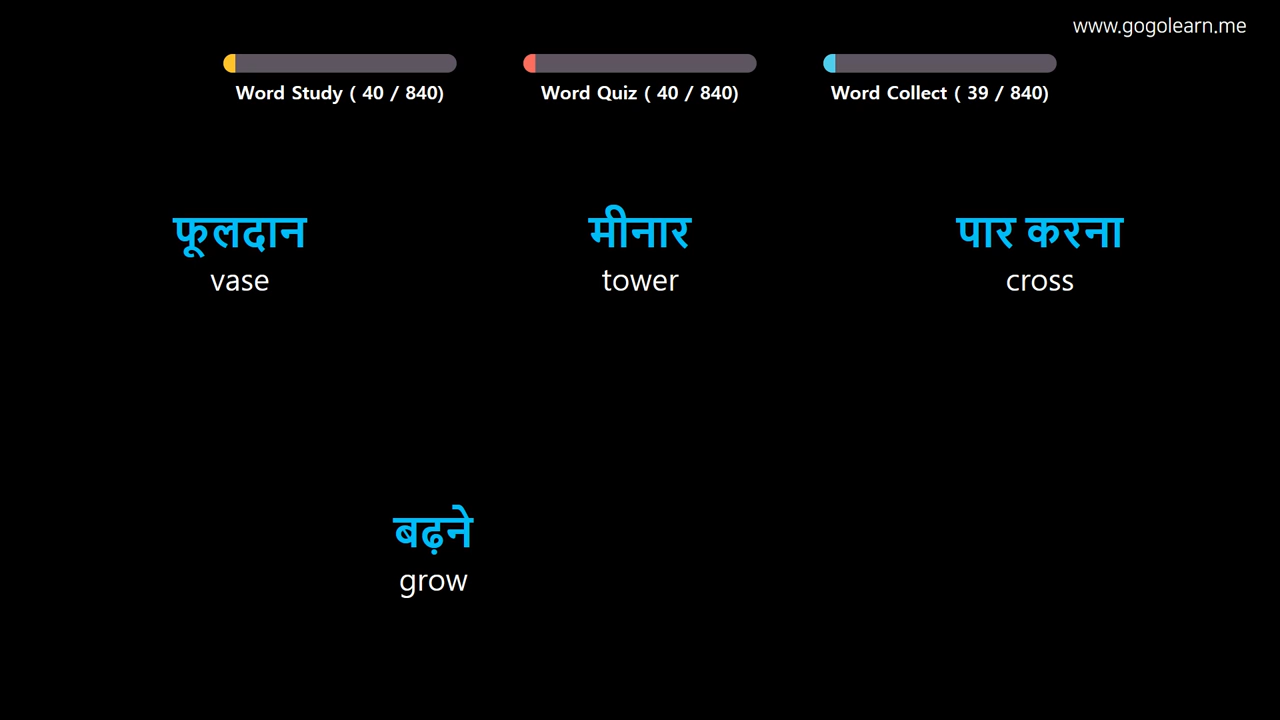 www.gogolearn.me
Word Study ( 40 / 840)
Word Quiz ( 40 / 840)
Word Collect ( 39 / 840)
फूलदान
vase
मीनार
tower
पार करना
cross
बढ़ने
grow